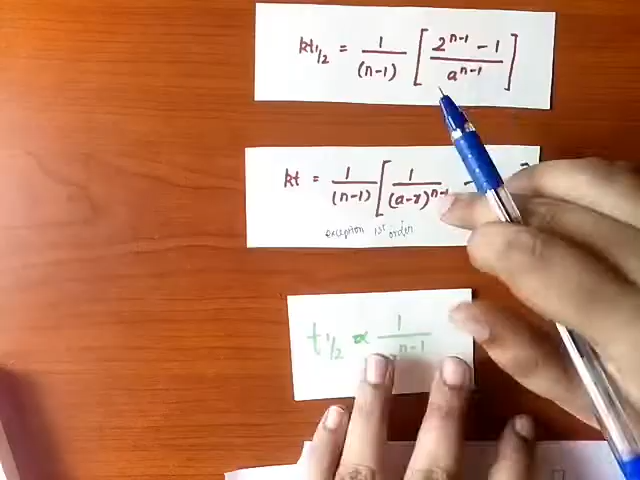 kt1/2 = 1/(n-1) [ (2^(n-1) - 1)/a^(n-1) ]
kt = 1/(n-1) [ 1/(a-x)^(n-1)
exception 1st order
t1/2 ∝ 1/ ^(n-1)